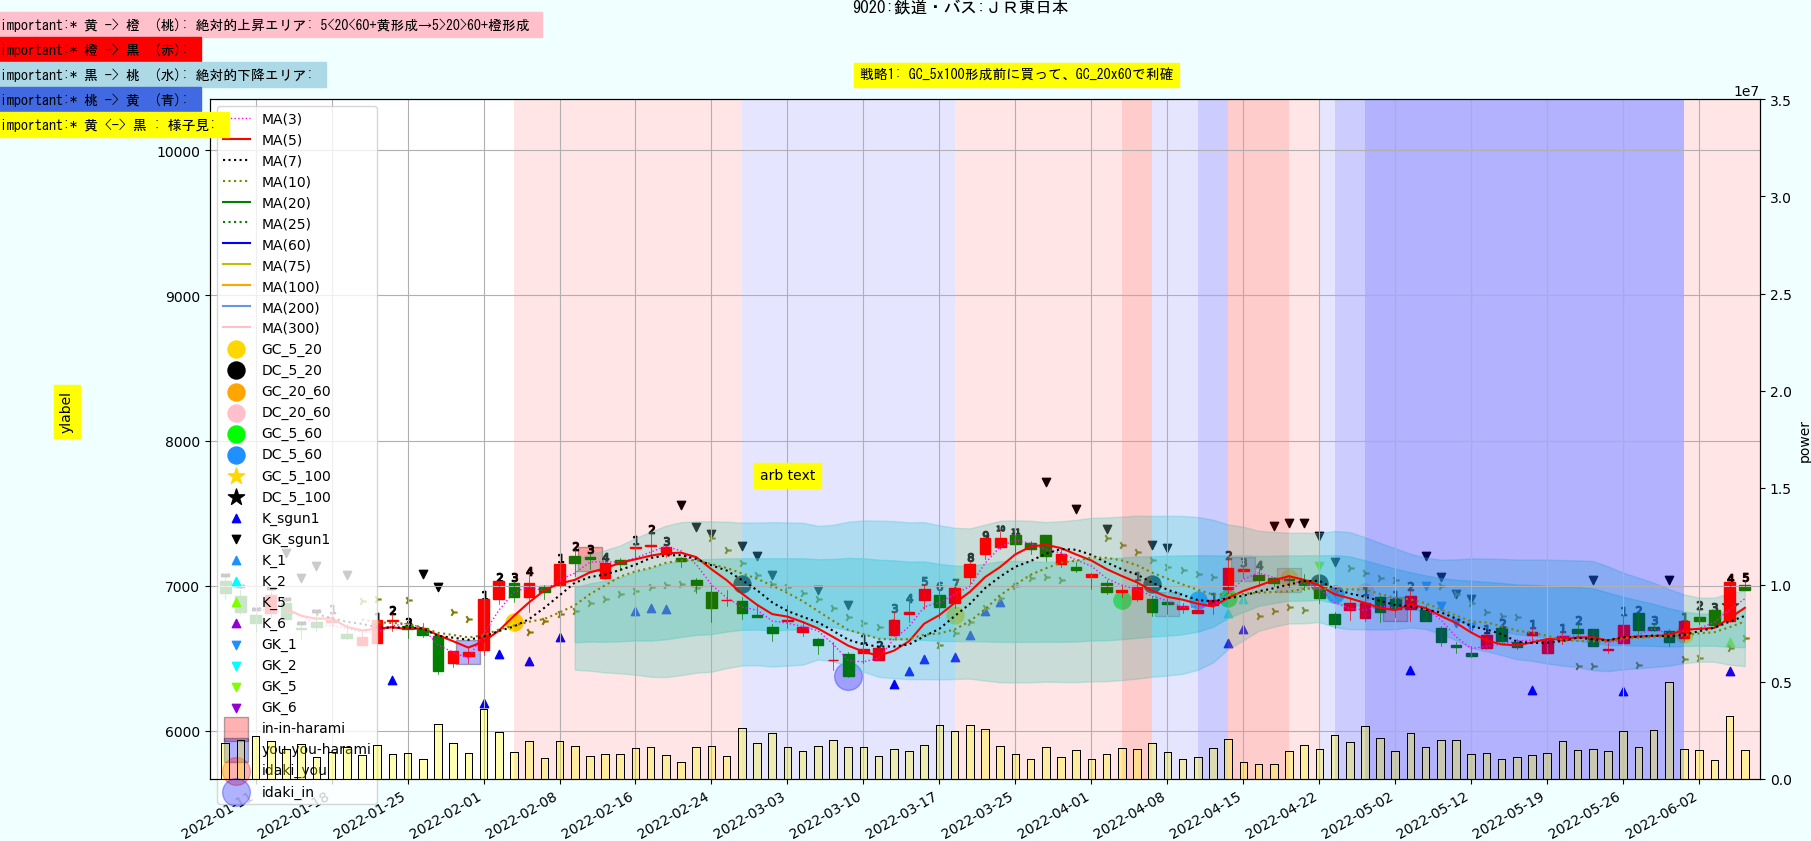 9020:鉄道・バス:ＪＲ東日本
important:* 黄 -> 橙 (桃): 絶対的上昇エリア: 5<20<60+黄形成→5>20>60+橙形成
important:* 橙 -> 黒 (赤):
important:* 黒 -> 桃 (水): 絶対的下降エリア:
important:* 桃 -> 黄 (青):
important:* 黄 <-> 黒 : 様子見:
戦略1: GC_5x100形成前に買って、GC_20x60で利確
1e7
MA(3)
MA(5)
MA(7)
MA(10)
MA(20)
MA(25)
MA(60)
MA(75)
MA(100)
MA(200)
MA(300)
GC_5_20
DC_5_20
GC_20_60
DC_20_60
GC_5_60
DC_5_60
GC_5_100
DC_5_100
K_sgun1
GK_sgun1
K_1
K_2
K_5
K_6
GK_1
GK_2
GK_5
GK_6
in-in-harami
you-you-harami
idaki_you
idaki_in
10000
9000
8000
7000
6000
ylabel
arb text
3.5
3.0
2.5
2.0
1.5
1.0
0.5
0.0
power
2022-01-11
2022-01-18
2022-01-25
2022-02-01
2022-02-08
2022-02-16
2022-02-24
2022-03-03
2022-03-10
2022-03-17
2022-03-25
2022-04-01
2022-04-08
2022-04-15
2022-04-22
2022-05-02
2022-05-12
2022-05-19
2022-05-26
2022-06-02